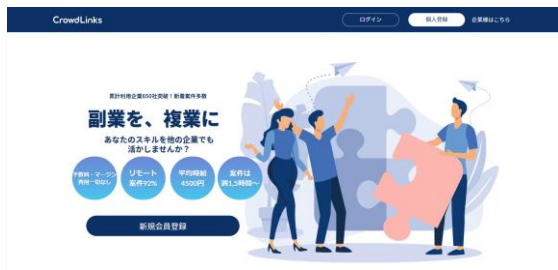 CrowdLinks
ログイン
個人登録
企業様はこちら
累計利用企業850社突破！新着案件多数
副業を、複業に
あなたのスキルを他の企業でも
活かしませんか？
手数料・マージン
費用一切なし
リモート
案件92%
平均時給
4500円
案件は
週1.5時間〜
新規会員登録